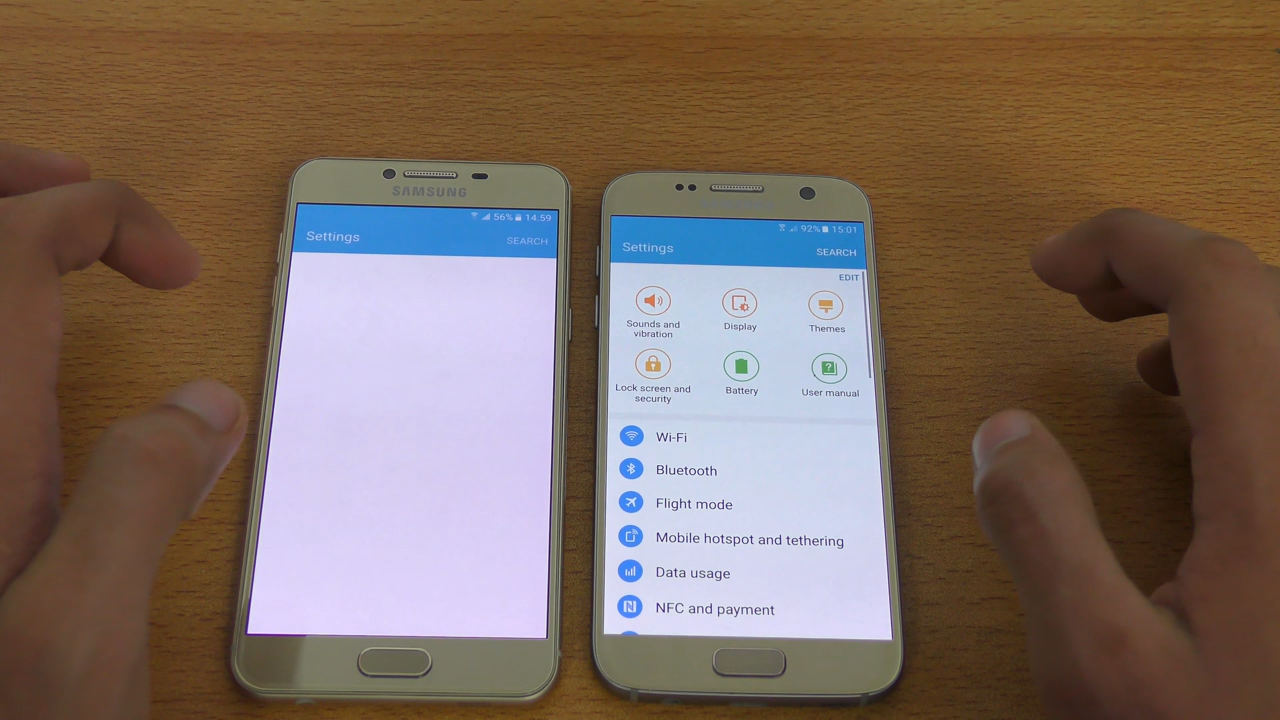 SAMSUNG
56% 14.59
Settings
SEARCH
92% 15:01
Settings
SEARCH
EDIT
Sounds and
vibration
Display
Themes
Lock screen and
security
Battery
User manual
Wi-Fi
Bluetooth
Flight mode
Mobile hotspot and tethering
Data usage
NFC and payment